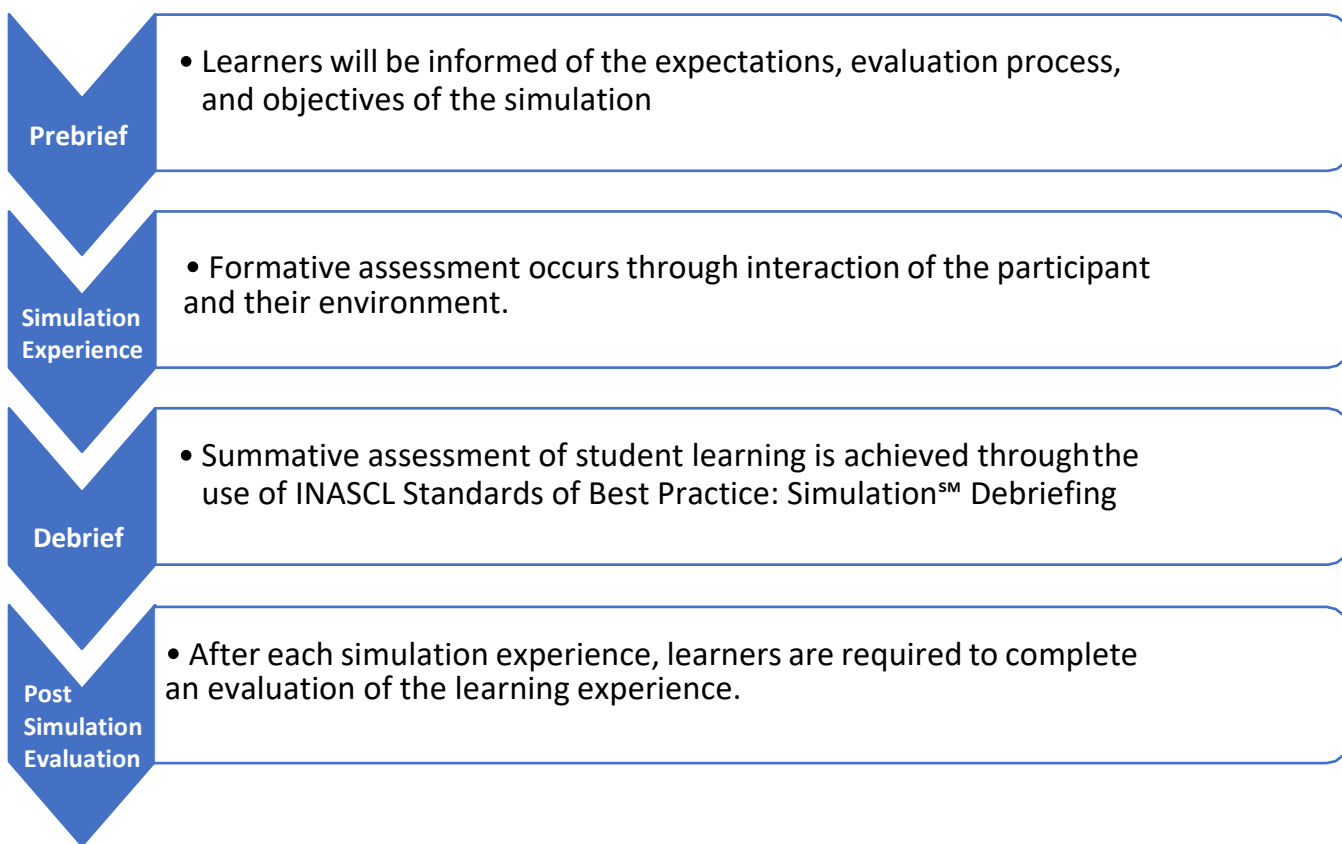 Prebrief
• Learners will be informed of the expectations, evaluation process,
and objectives of the simulation
Simulation
Experience
• Formative assessment occurs through interaction of the participant
and their environment.
Debrief
• Summative assessment of student learning is achieved throughthe
use of INASCL Standards of Best Practice: Simulation℠ Debriefing
Post
Simulation
Evaluation
• After each simulation experience, learners are required to complete
an evaluation of the learning experience.